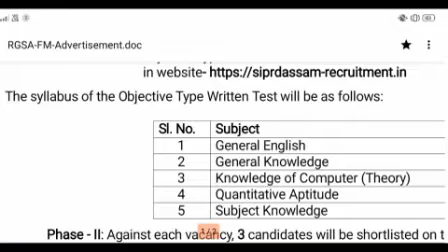 RGSA-FM-Advertisement.doc
in website- https://siprdassam-recruitment.in
The syllabus of the Objective Type Written Test will be as follows:
Sl. No. Subject
1 General English
2 General Knowledge
3 Knowledge of Computer (Theory)
4 Quantitative Aptitude
5 Subject Knowledge
Phase - II: Against each vacancy, 3 candidates will be shortlisted on t